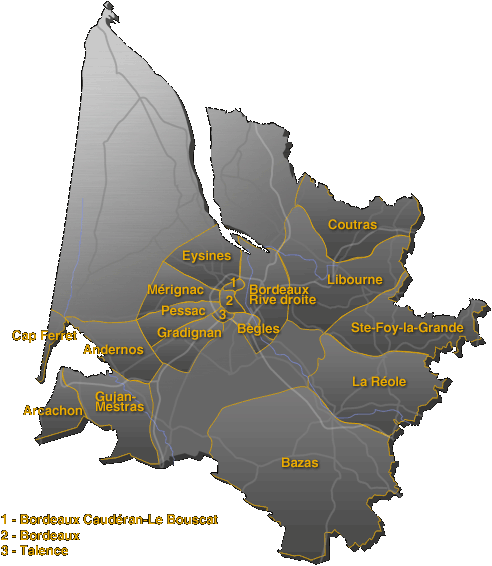 Coutras
Eysines
Libourne
1
Mérignac
Bordeaux
Rive droite
2
Pessac
3
Gradignan
Bègles
Ste-Foy-la-Grande
Cap Ferret
Andernos
La Réole
Gujan-
Mestras
Arcachon
Bazas
1 - Bordeaux Caudéran-Le Bouscat
2 - Bordeaux
3 - Talence